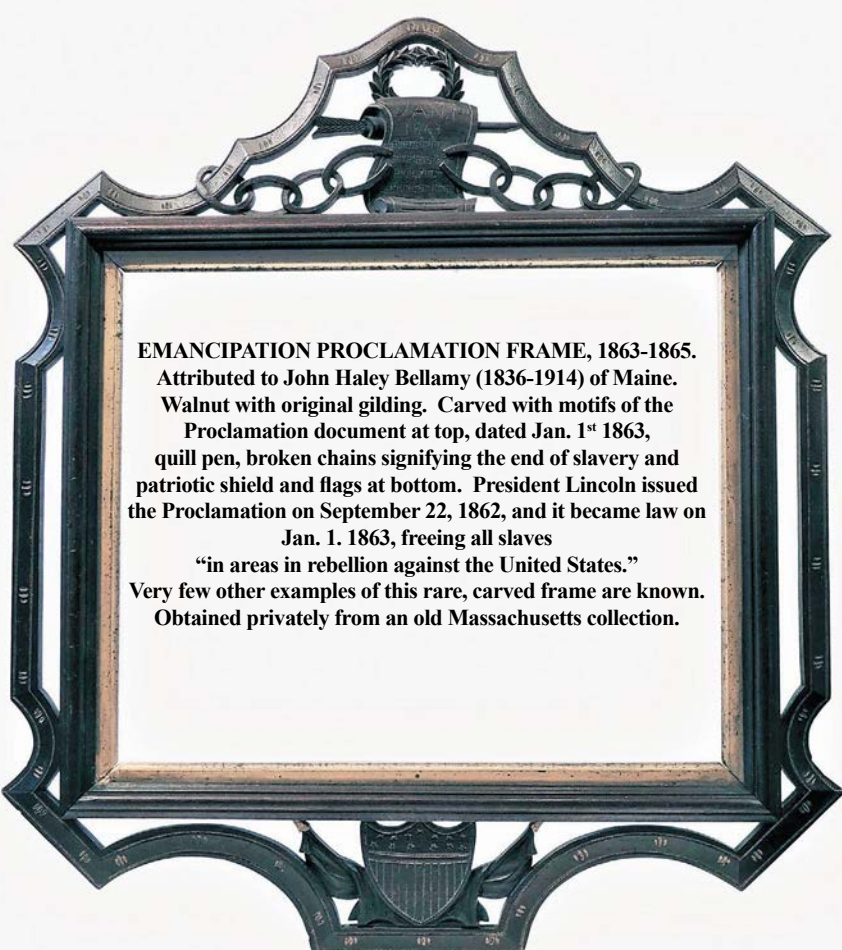 JAN 1
1863
EMANCIPATION PROCLAMATION FRAME, 1863-1865.
Attributed to John Haley Bellamy (1836-1914) of Maine.
Walnut with original gilding. Carved with motifs of the
Proclamation document at top, dated Jan. 1st 1863,
quill pen, broken chains signifying the end of slavery and
patriotic shield and flags at bottom. President Lincoln issued
the Proclamation on September 22, 1862, and it became law on
Jan. 1. 1863, freeing all slaves
“in areas in rebellion against the United States.”
Very few other examples of this rare, carved frame are known.
Obtained privately from an old Massachusetts collection.